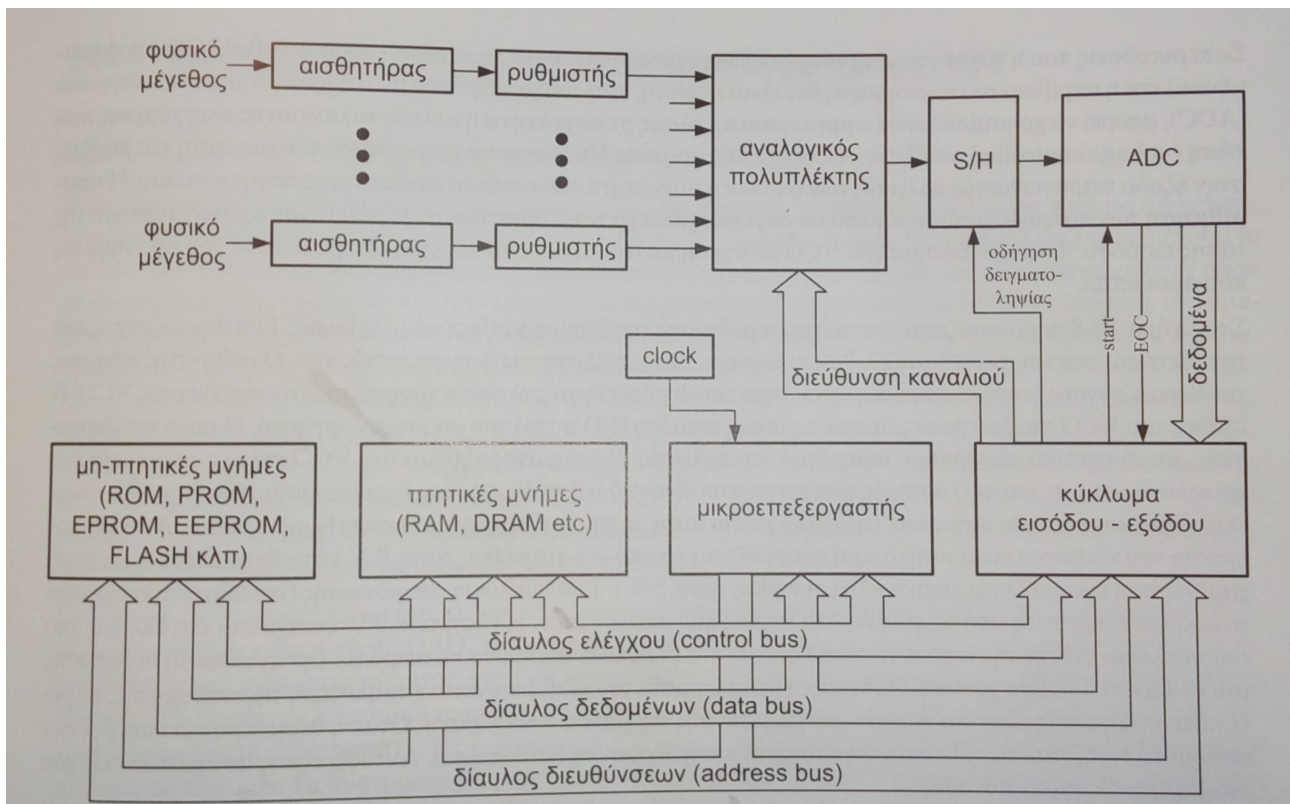 φυσικό
μέγεθος
αισθητήρας
ρυθμιστής
αναλογικός
πολυπλέκτης
S/H
ADC
φυσικό
μέγεθος
αισθητήρας
ρυθμιστής
οδήγηση
δειγματο-
ληψίας
start
EOC
δεδομένα
clock
διεύθυνση καναλιού
μη-πτητικές μνήμες
(ROM, PROM,
EPROM, EEPROM,
FLASH κλπ)
πτητικές μνήμες
(RAM, DRAM etc)
μικροεπεξεργαστής
κύκλωμα
εισόδου - εξόδου
δίαυλος ελέγχου (control bus)
δίαυλος δεδομένων (data bus)
δίαυλος διευθύνσεων (address bus)